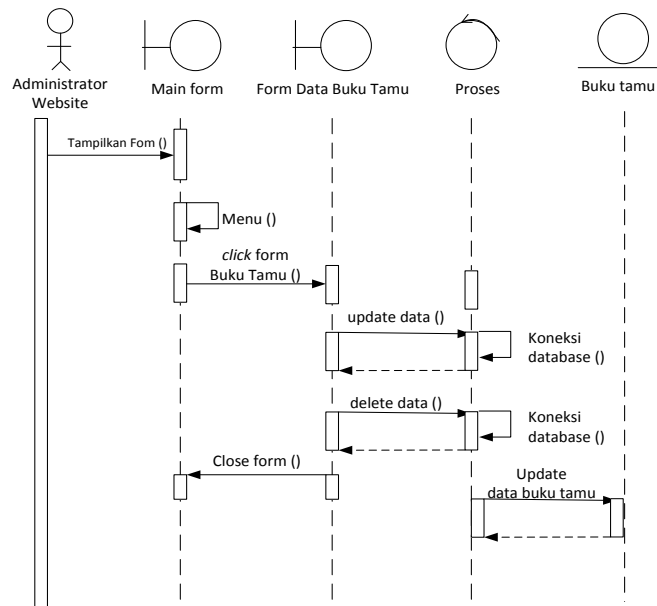 Administrator
Website
Main form
Form Data Buku Tamu
Proses
Buku tamu
Tampilkan Fom ()
Menu ()
click form
Buku Tamu ()
update data ()
Koneksi
database ()
delete data ()
Koneksi
database ()
Close form ()
Update
data buku tamu